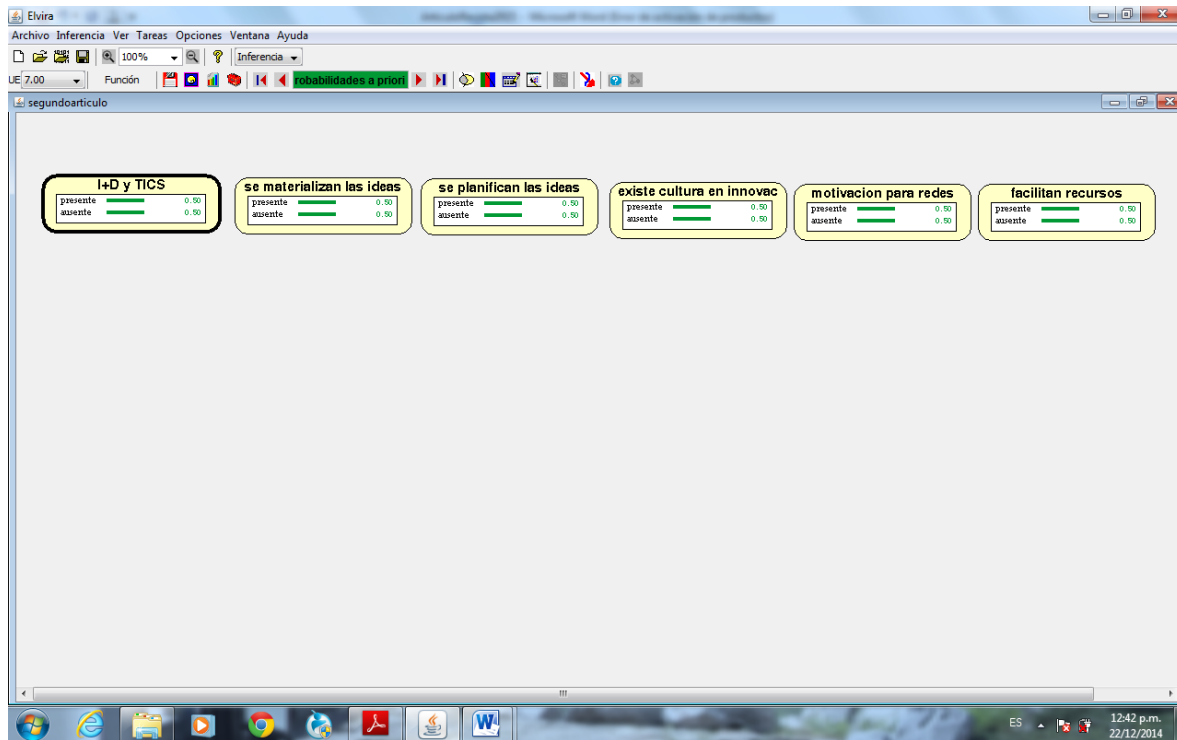 Elvira
Archivo Inferencia Ver Tareas Opciones Ventana Ayuda
100% Inferencia
UE 7.00 Función robabilidades a priori
segundoarticulo
I+D y TICS
presente 0.50
ausente 0.50
se materializan las ideas
presente 0.50
ausente 0.50
se planifican las ideas
presente 0.50
ausente 0.50
existe cultura en innovac
presente 0.50
ausente 0.50
motivacion para redes
presente 0.50
ausente 0.50
facilitan recursos
presente 0.50
ausente 0.50
ES
12:42 p.m.
22/12/2014